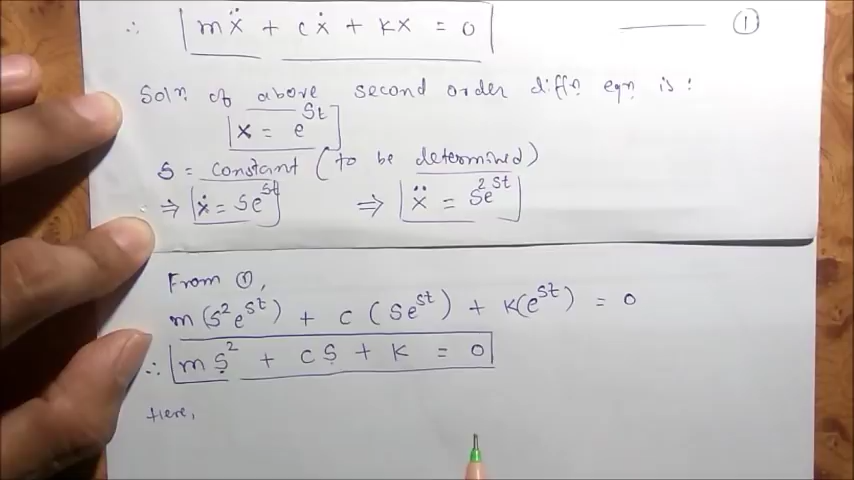 ∴ mẍ + cẋ + kx = 0 ——— ①
Soln of above second order diffn eqn is :
x = e^{st}
s = constant (to be determined)
⇒ ẋ = se^{st} ⇒ ẍ = s²e^{st}
From ①,
m(s²e^{st}) + c(se^{st}) + k(e^{st}) = 0
∴ ms² + cs + k = 0
Here,